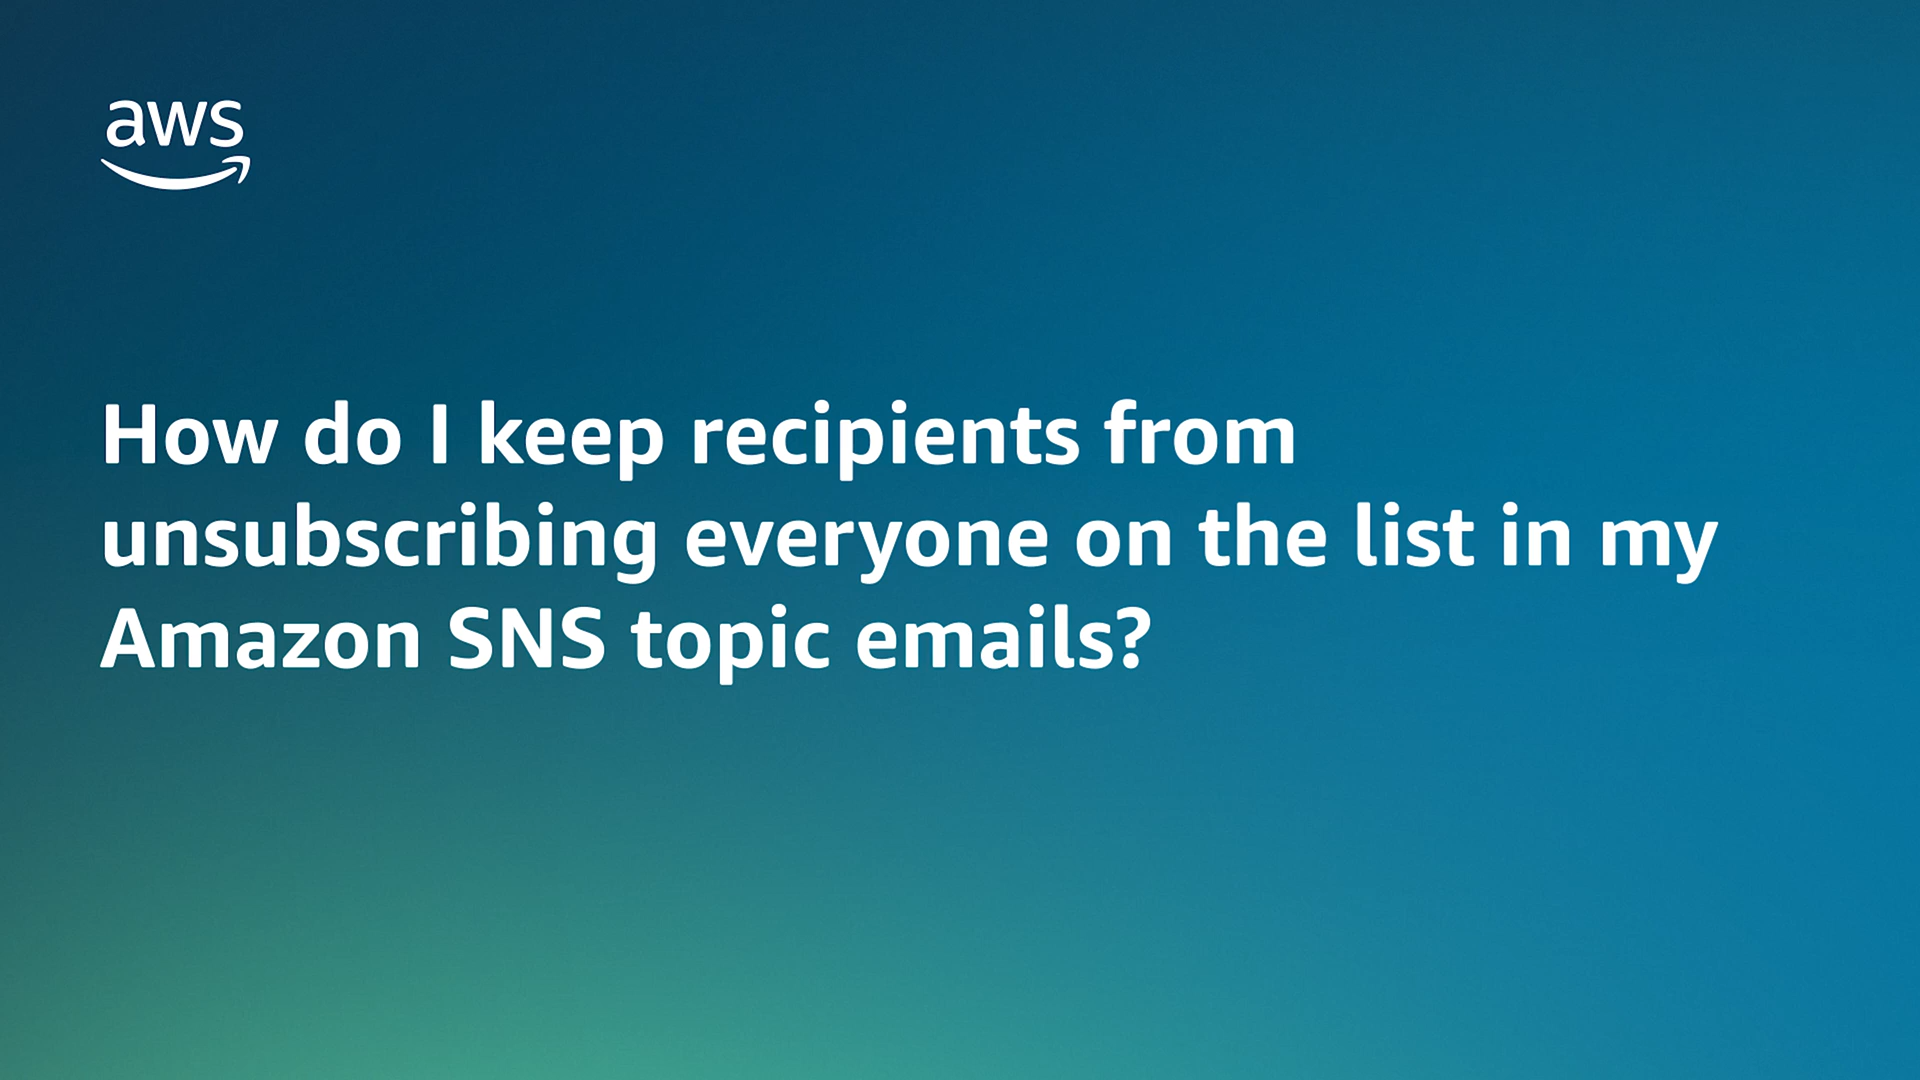 aws
How do I keep recipients from
unsubscribing everyone on the list in my
Amazon SNS topic emails?